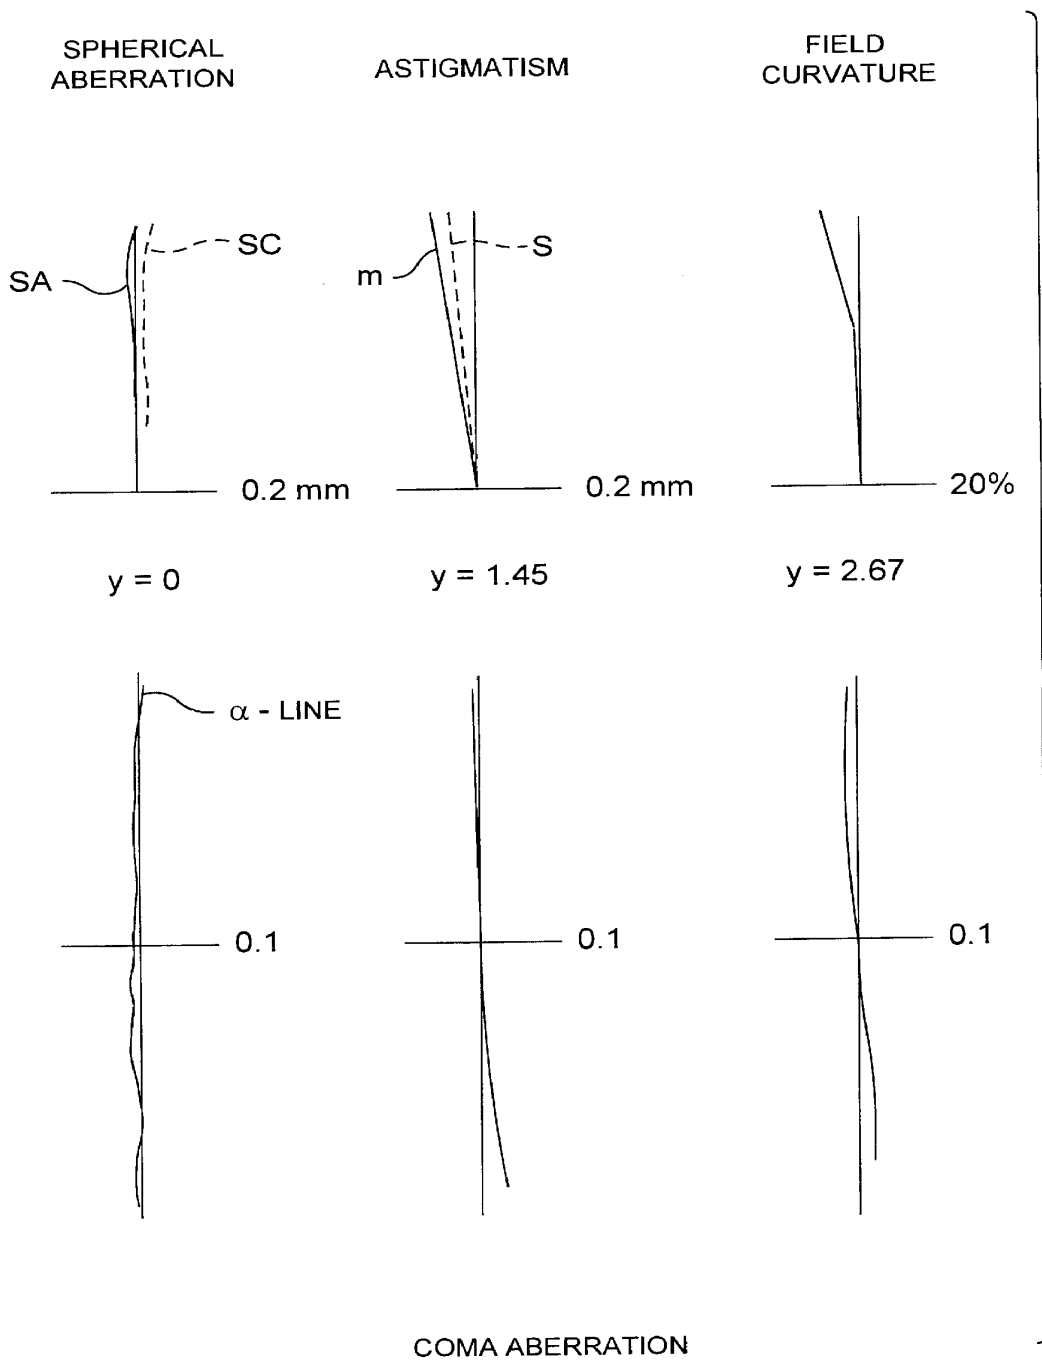 SPHERICAL
ABERRATION
ASTIGMATISM
FIELD
CURVATURE
SA
SC
m
S
0.2 mm
0.2 mm
20%
y = 0
y = 1.45
y = 2.67
α - LINE
0.1
0.1
0.1
COMA ABERRATION